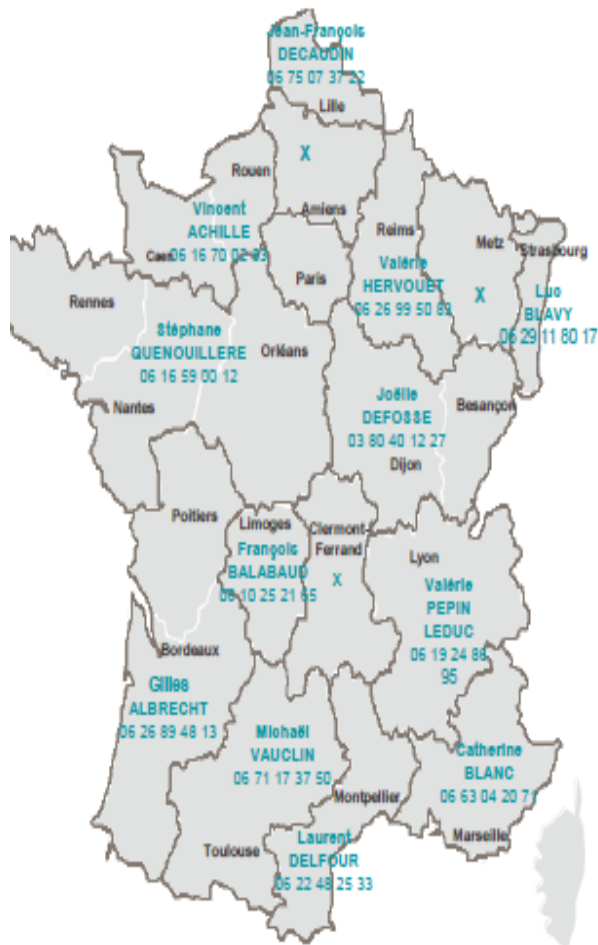 Jean-François
DECAUDIN
06 75 07 37 22
Lille
X
Rouen
Amiens
Vincent
ACHILLE
Caen
06 16 70 02 83
Reims
Valérie
HERVOUET
06 26 99 50 89
Metz
X
Strasbourg
Luc
BLAVY
06 29 11 80 17
Paris
Rennes
Stéphane
QUENOUILLERE
06 16 59 00 12
Orléans
Nantes
Joëlle
DEFOSSE
03 80 40 12 27
Dijon
Besançon
Poitiers
Limoges
François
BALABAUD
06 10 25 21 65
Clermont-
Ferrand
X
Lyon
Valérie
PEPIN
LEDUC
06 19 24 86
95
Bordeaux
Gilles
ALBRECHT
06 26 89 48 13
Michaël
VAUCLIN
06 71 17 37 50
Catherine
BLANC
06 63 04 20 71
Montpellier
Marseille
Toulouse
Laurent
DELFOUR
06 22 48 25 33